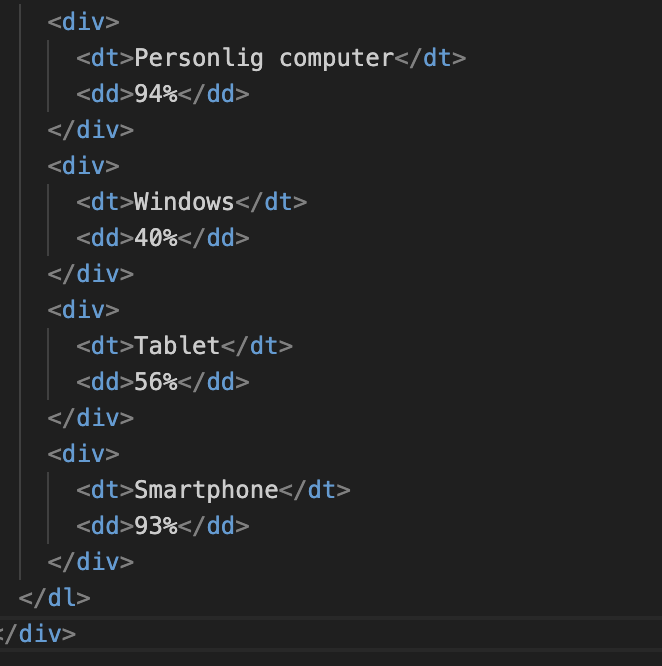 <div>
<dt>Personlig computer</dt>
<dd>94%</dd>
</div>
<div>
<dt>Windows</dt>
<dd>40%</dd>
</div>
<div>
<dt>Tablet</dt>
<dd>56%</dd>
</div>
<div>
<dt>Smartphone</dt>
<dd>93%</dd>
</div>
</dl>
</div>